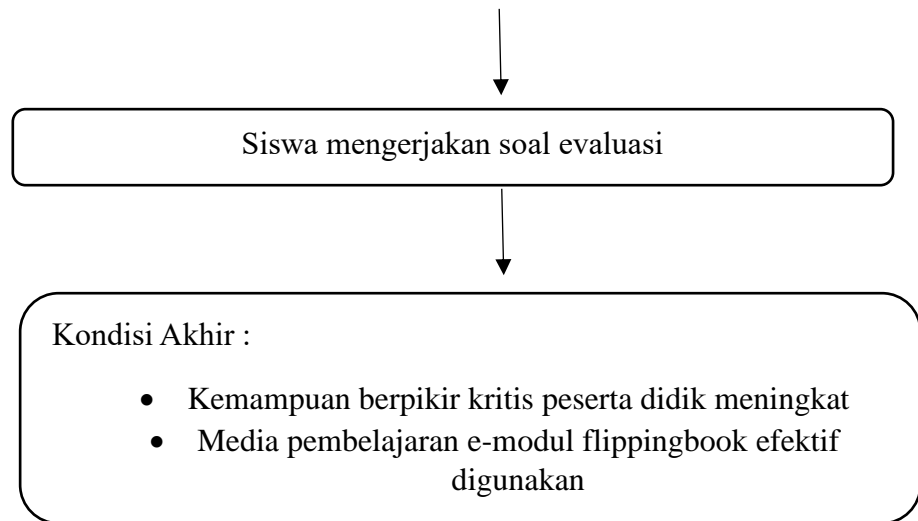 Siswa mengerjakan soal evaluasi
Kondisi Akhir :
• Kemampuan berpikir kritis peserta didik meningkat
• Media pembelajaran e-modul flippingbook efektif
digunakan